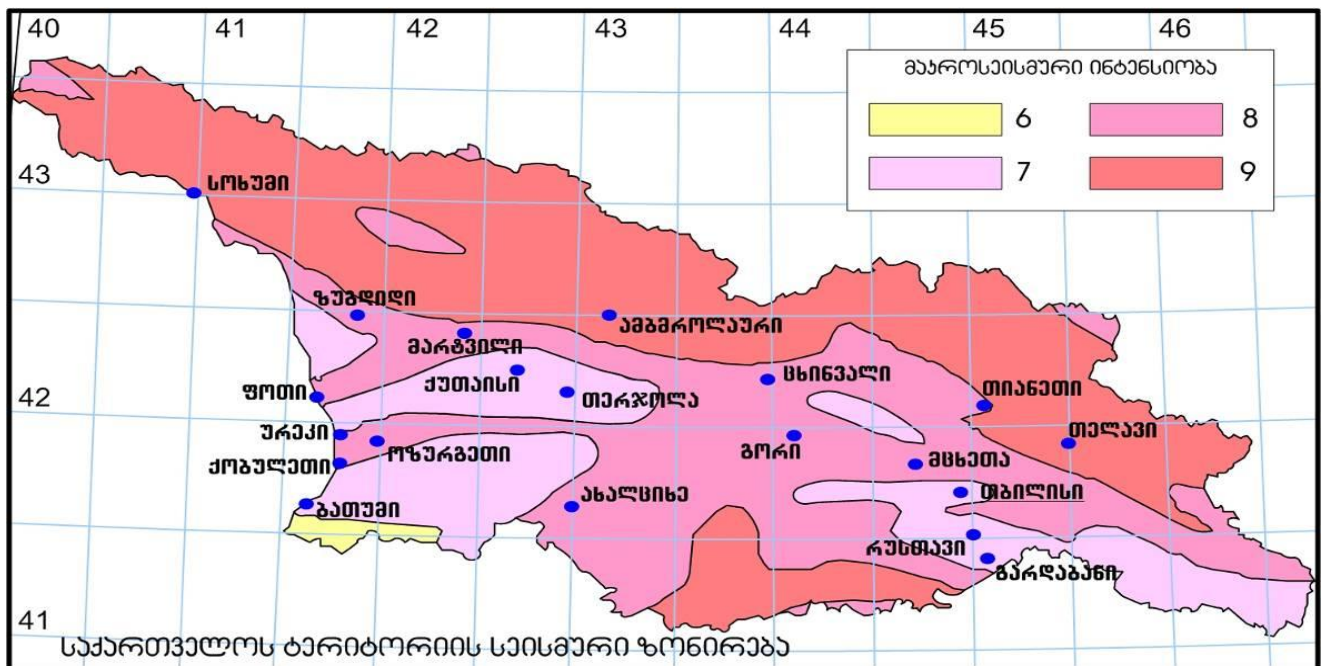 40 41 42 43 44 45 46
მაკროსეისმური ინტენსიობა
6 8
7 9
43
სოხუმი
ზუგდიდი
ამბმროლაური
მარტვილი
ცხინვალი
ქუთაისი
თერჯოლა
თიანეთი
ფოთი
42
ურეკი
თელავი
ოზურგეთი
გორი
მცხეთა
ქობულეთი
ახალციხე
თბილისი
ბათუმი
რუსთავი
გარდაბანი
41
საქართველოს ტერიტორიის სეისმური ზონირება